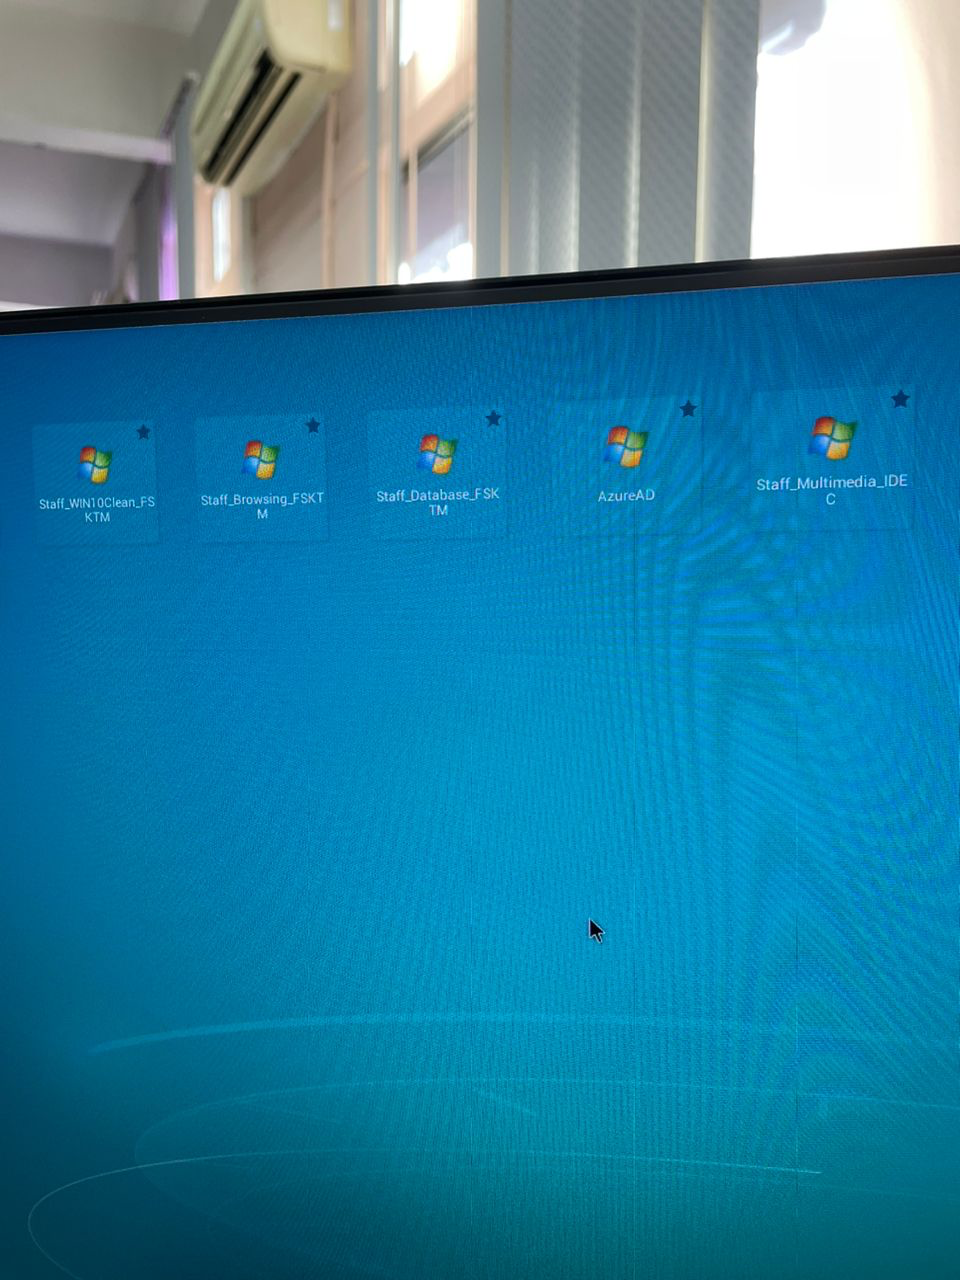 Staff_WIN10Clean_FS
KTM
Staff_Browsing_FSKT
M
Staff_Database_FSK
TM
AzureAD
Staff_Multimedia_IDE
C